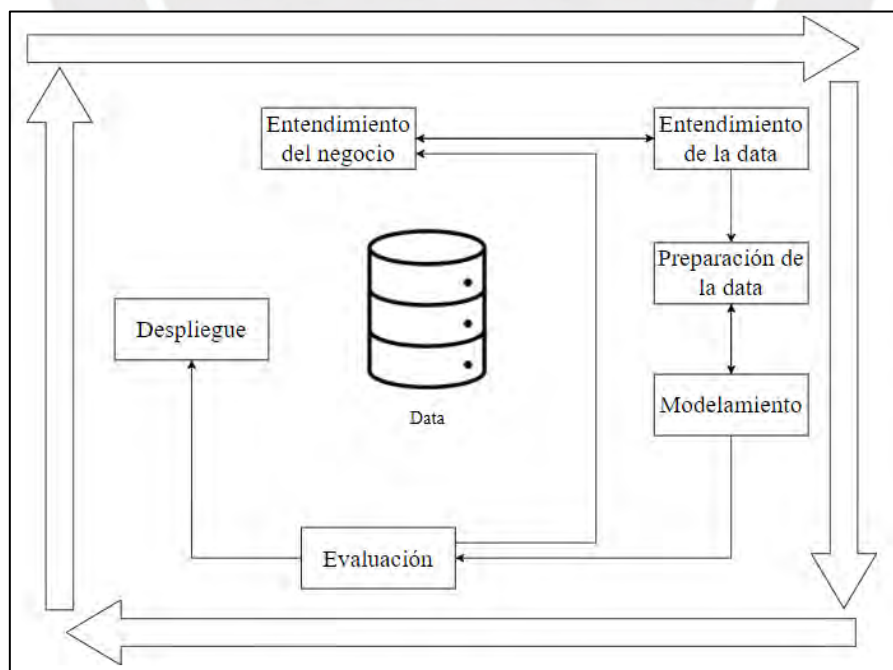 Entendimiento
del negocio
Entendimiento
de la data
Preparación de
la data
Despliegue
Modelamiento
Data
Evaluación